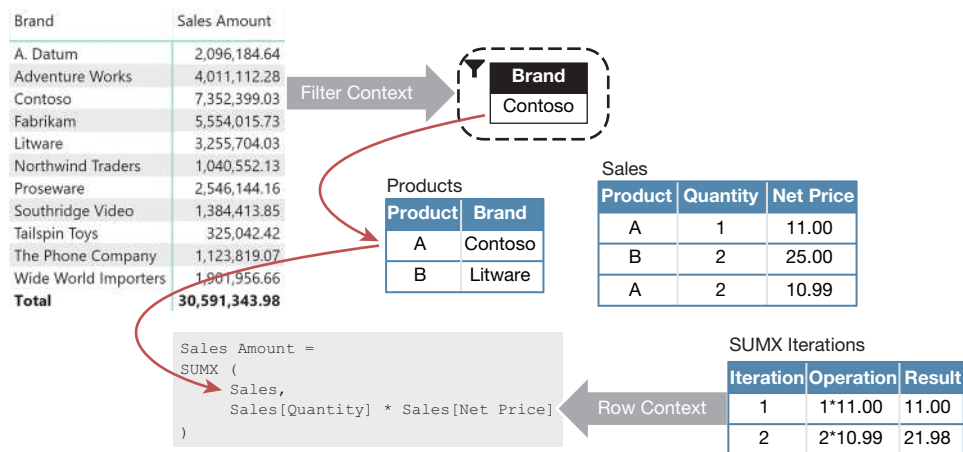 Brand Sales Amount
A. Datum 2,096,184.64
Adventure Works 4,011,112.28
Contoso 7,352,399.03
Fabrikam 5,554,015.73
Litware 3,255,704.03
Northwind Traders 1,040,552.13
Proseware 2,546,144.16
Southridge Video 1,384,413.85
Tailspin Toys 325,042.42
The Phone Company 1,123,819.07
Wide World Importers 1,901,956.66
Total 30,591,343.98
Filter Context
Brand
Contoso
Products
Product Brand
A Contoso
B Litware
Sales
Product Quantity Net Price
A 1 11.00
B 2 25.00
A 2 10.99
Sales Amount =
SUMX (
Sales,
Sales[Quantity] * Sales[Net Price]
)
Row Context
SUMX Iterations
Iteration Operation Result
1 1*11.00 11.00
2 2*10.99 21.98